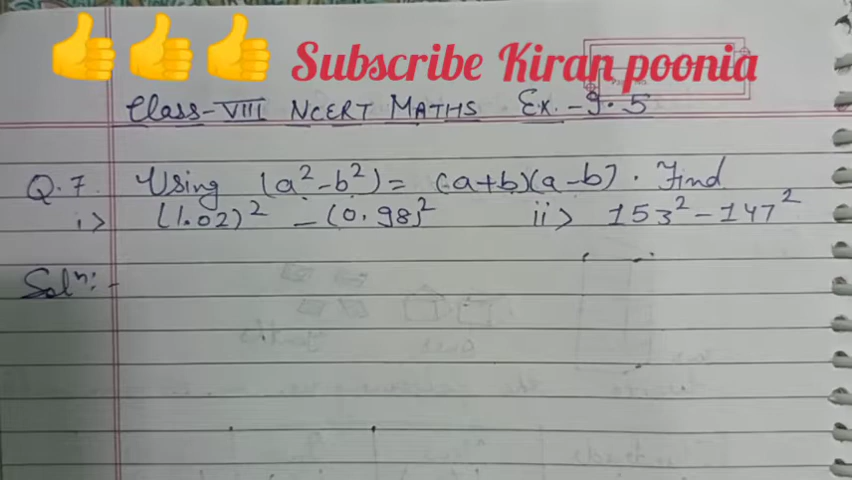 👍👍👍 Subscribe Kiran poonia
Class-VIII NCERT MATHS Ex.-9.5
Q.7. Using (a²-b²)=(a+b)(a-b). Find
i> (1.02)² - (0.98)² ii> 153² - 147²
Solⁿ:-